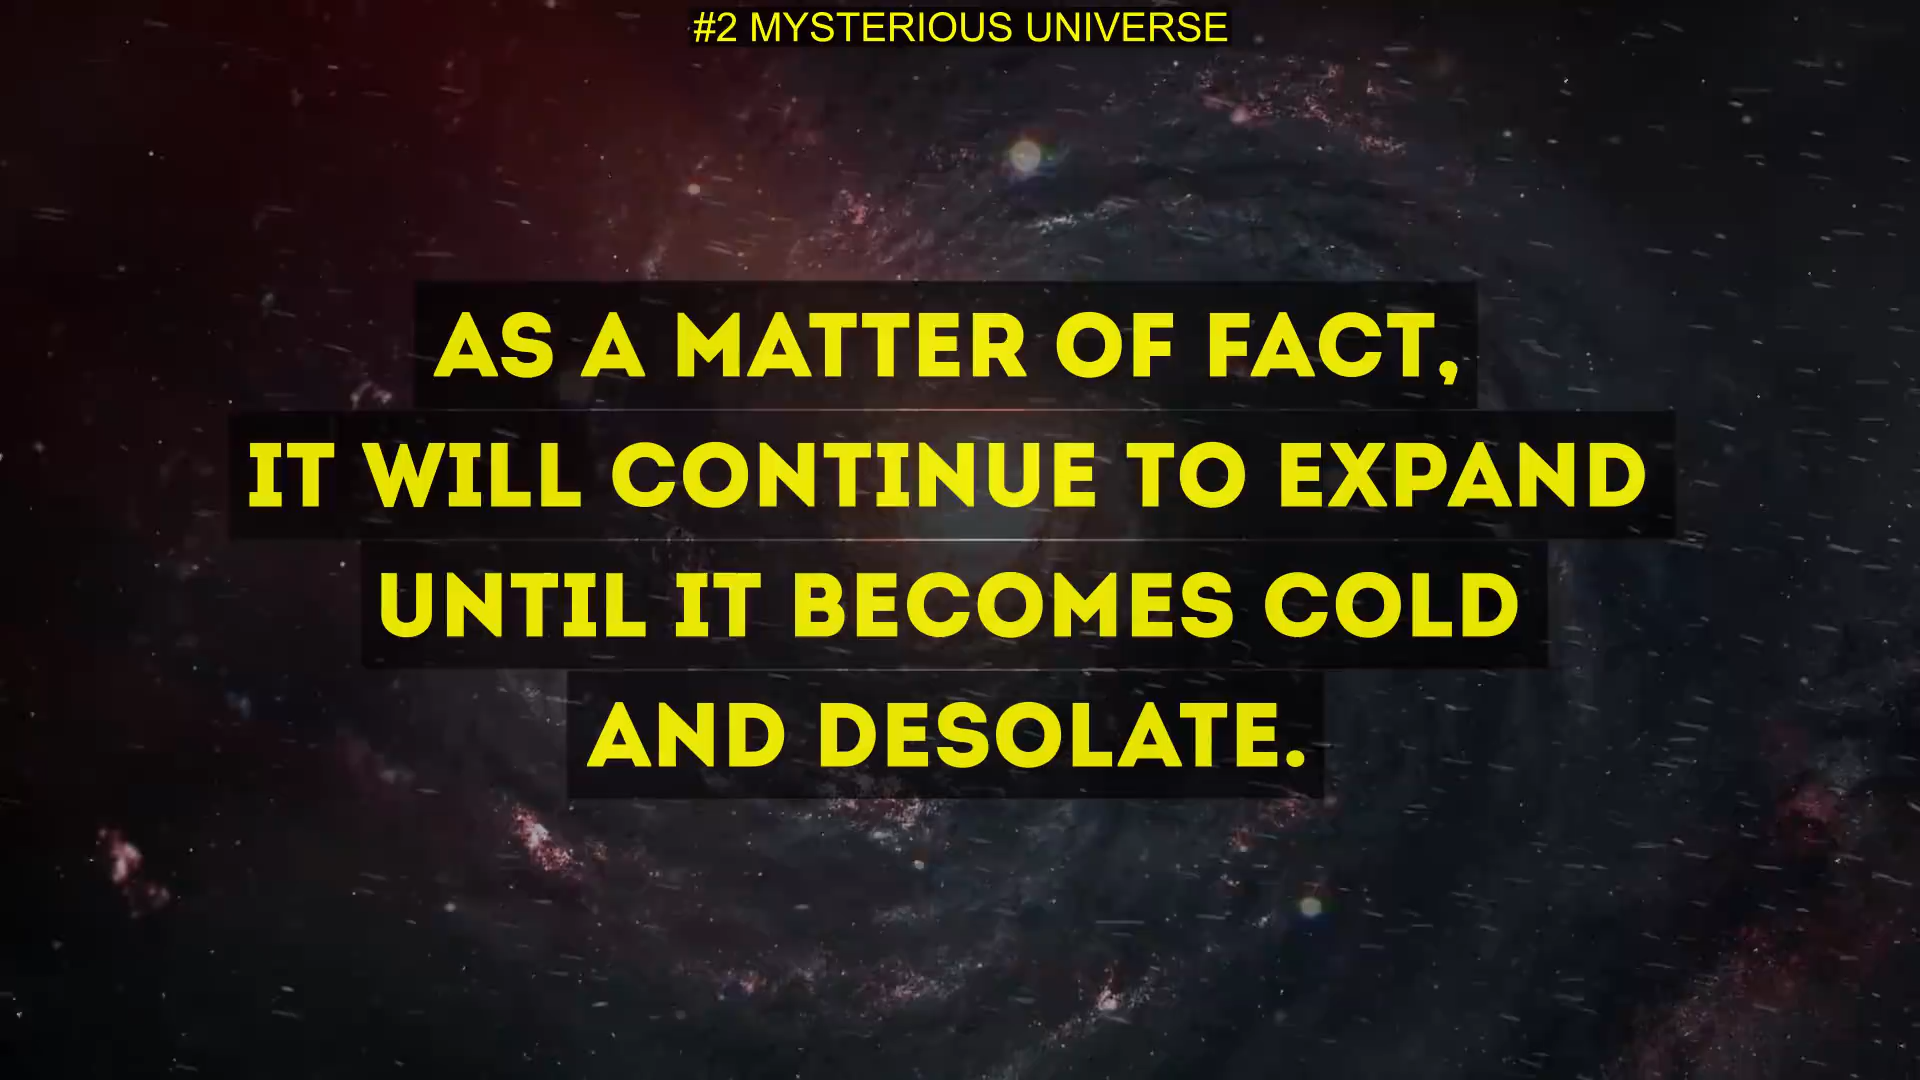 #2 MYSTERIOUS UNIVERSE
AS A MATTER OF FACT,
IT WILL CONTINUE TO EXPAND
UNTIL IT BECOMES COLD
AND DESOLATE.